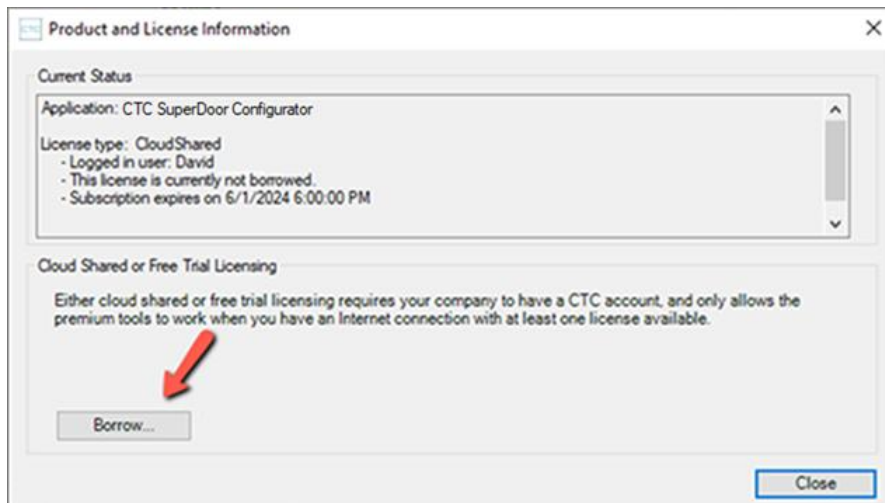 CTC Product and License Information
Current Status
Application: CTC SuperDoor Configurator
License type: CloudShared
- Logged in user: David
- This license is currently not borrowed.
- Subscription expires on 6/1/2024 6:00:00 PM
Cloud Shared or Free Trial Licensing
Either cloud shared or free trial licensing requires your company to have a CTC account, and only allows the
premium tools to work when you have an Internet connection with at least one license available.
Borrow...
Close